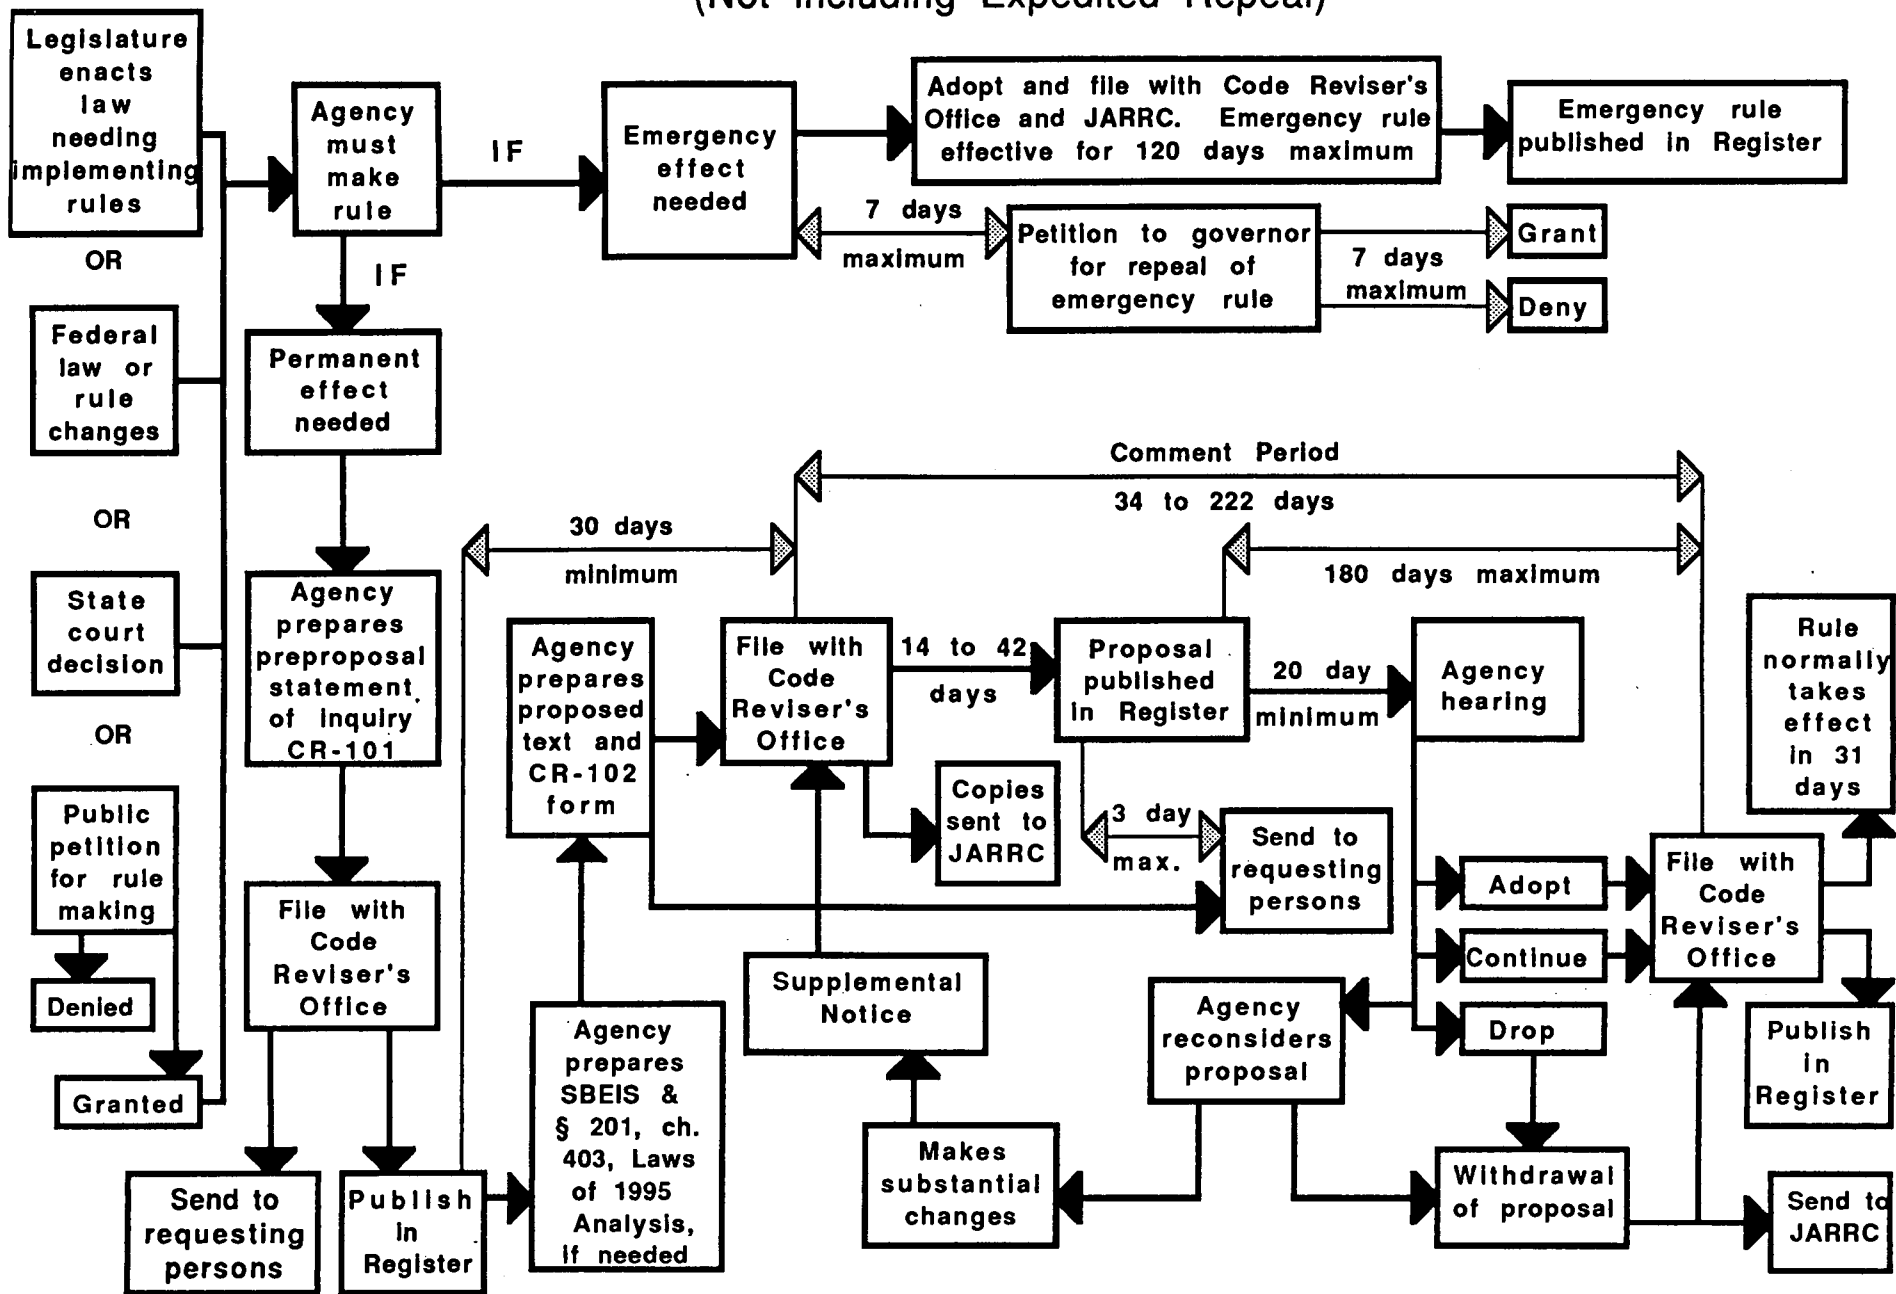 (Not Including Expedited Repeal)
Legislature
enacts
law
needing
implementing
rules
OR
Federal
law or
rule
changes
OR
State
court
decision
OR
Public
petition
for rule
making
Denied
Granted
Agency
must
make
rule
IF
IF
Permanent
effect
needed
Agency
prepares
preproposal
statement
of inquiry
CR-101
File with
Code
Reviser's
Office
Send to
requesting
persons
Publish
in
Register
Emergency
effect
needed
Adopt and file with Code Reviser's
Office and JARRC. Emergency rule
effective for 120 days maximum
Emergency rule
published in Register
7 days
maximum
Petition to governor
for repeal of
emergency rule
7 days
maximum
Grant
Deny
Comment Period
34 to 222 days
30 days
minimum
180 days maximum
Agency
prepares
SBEIS &
§ 201, ch.
403, Laws
of 1995
Analysis,
if needed
Agency
prepares
proposed
text and
CR-102
form
File with
Code
Reviser's
Office
14 to 42
days
Copies
sent to
JARRC
Proposal
published
in Register
3 day
max.
Send to
requesting
persons
20 day
minimum
Agency
hearing
Adopt
Continue
Drop
Agency
reconsiders
proposal
Makes
substantial
changes
Supplemental
Notice
Withdrawal
of proposal
Send to
JARRC
File with
Code
Reviser's
Office
Rule
normally
takes
effect
in 31
days
Publish
in
Register